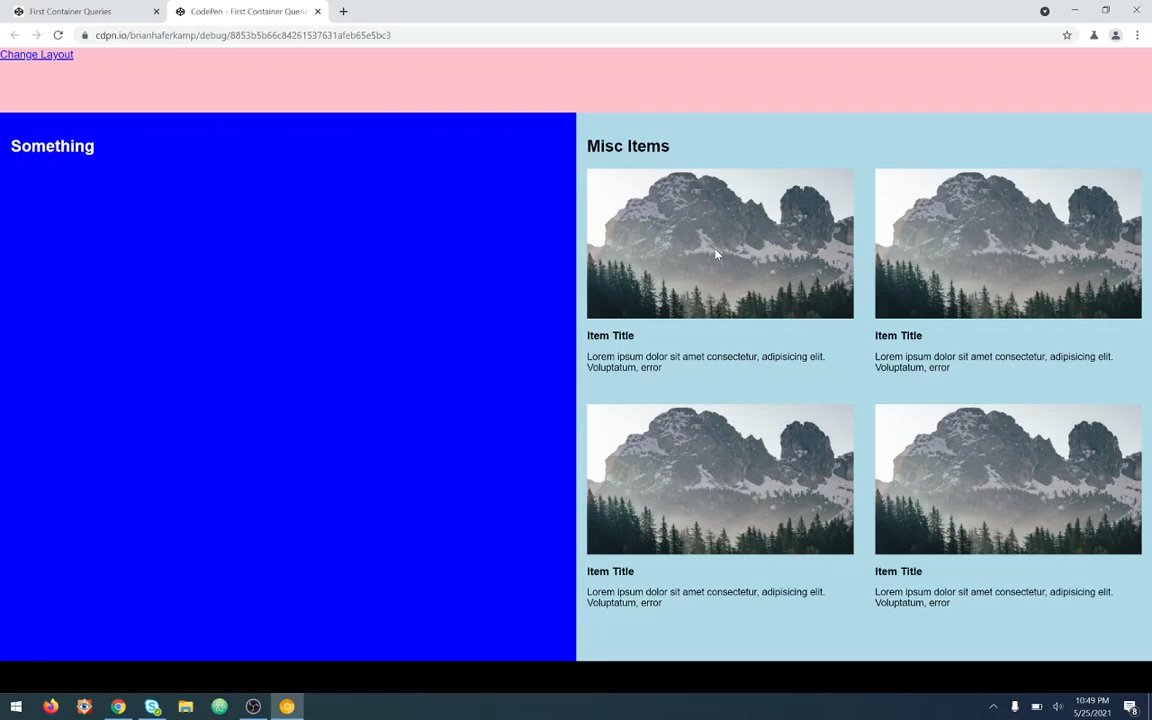 First Container Queries
CodePen - First Container Querie
cdpn.io/brianhaferkamp/debug/8853b5b66c84261537631afeb65e5bc3
Change Layout
Something
Misc Items
Item Title
Lorem ipsum dolor sit amet consectetur, adipisicing elit.
Voluptatum, error
Item Title
Lorem ipsum dolor sit amet consectetur, adipisicing elit.
Voluptatum, error
Item Title
Lorem ipsum dolor sit amet consectetur, adipisicing elit.
Voluptatum, error
Item Title
Lorem ipsum dolor sit amet consectetur, adipisicing elit.
Voluptatum, error
10:49 PM
5/25/2021
8